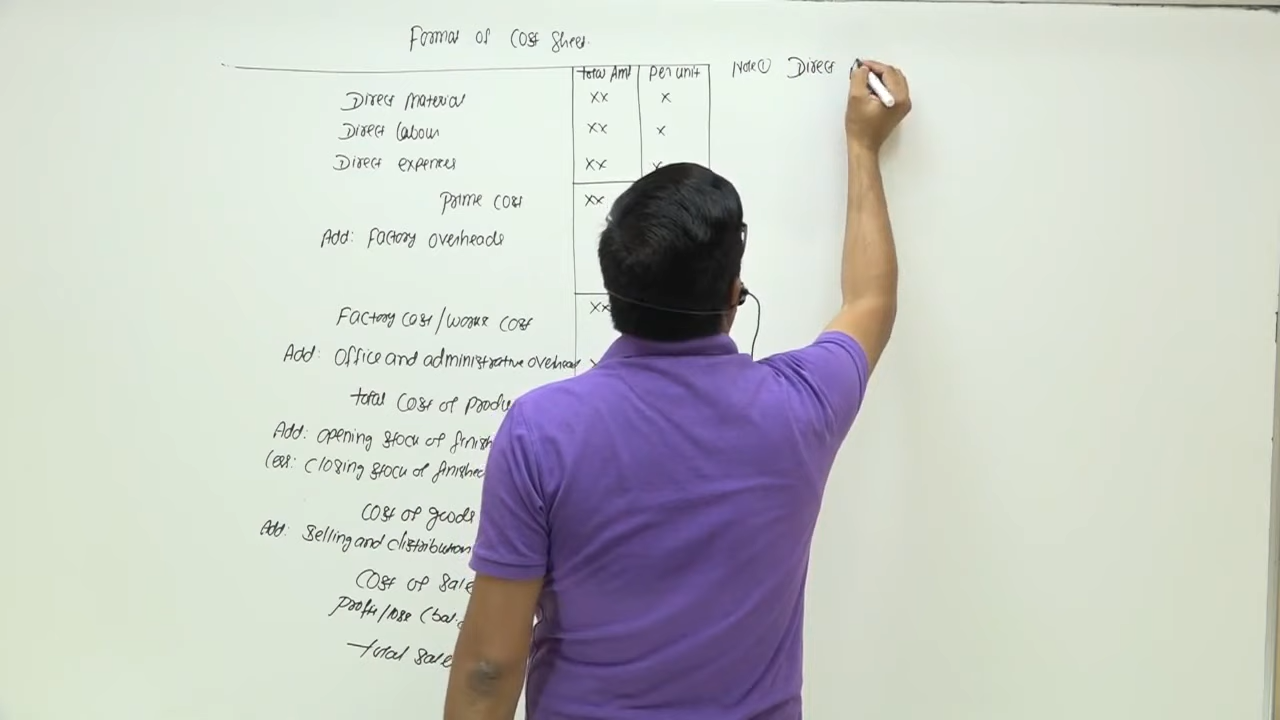 Format of Cost Sheet.
Total Amt Per unit
Note ① Direct
Direct Material XX X
Direct labour XX X
Direct expences XX X
Prime Cost XX
Add: Factory overheads
Factory cost/works cost XX
Add: Office and administrative overhead
total Cost of produ
Add: opening stock of finish
Less: Closing stock of finished
Cost of goods
Add: Selling and distribution
Cost of sale
Profit/loss (bal.
total sale